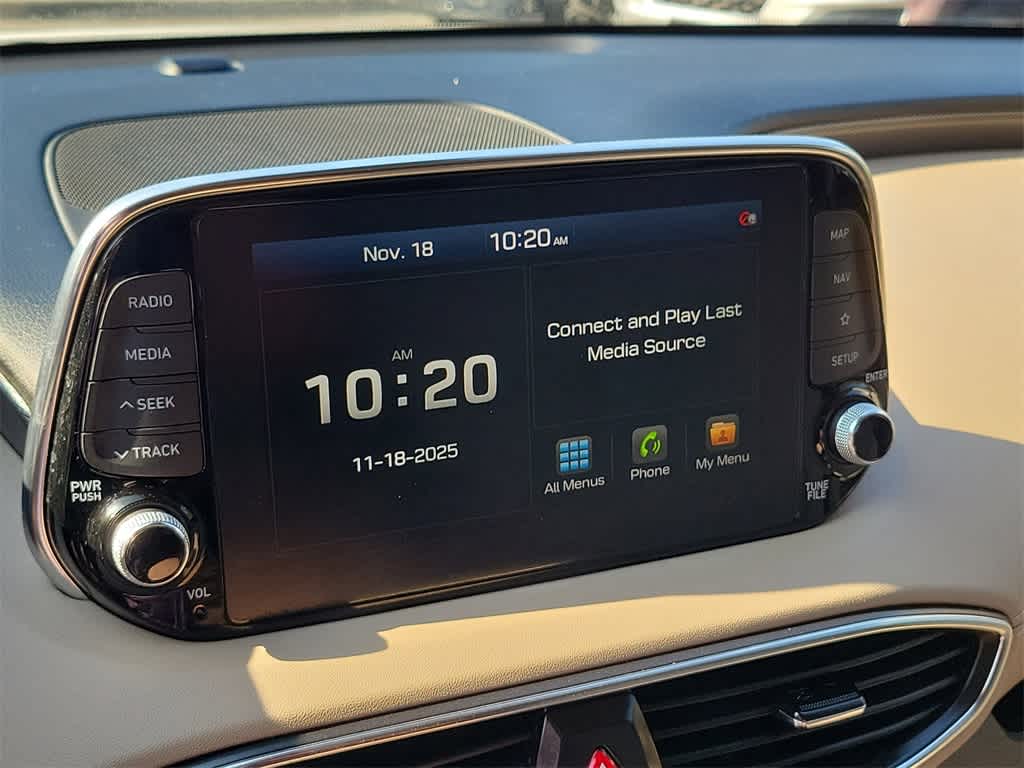 Nov. 18 10:20 AM
AM
10:20
11-18-2025
Connect and Play Last
Media Source
All Menus
Phone
My Menu
RADIO
MEDIA
SEEK
TRACK
PWR
PUSH
VOL
MAP
NAV
SETUP
ENTER
TUNE
FILE